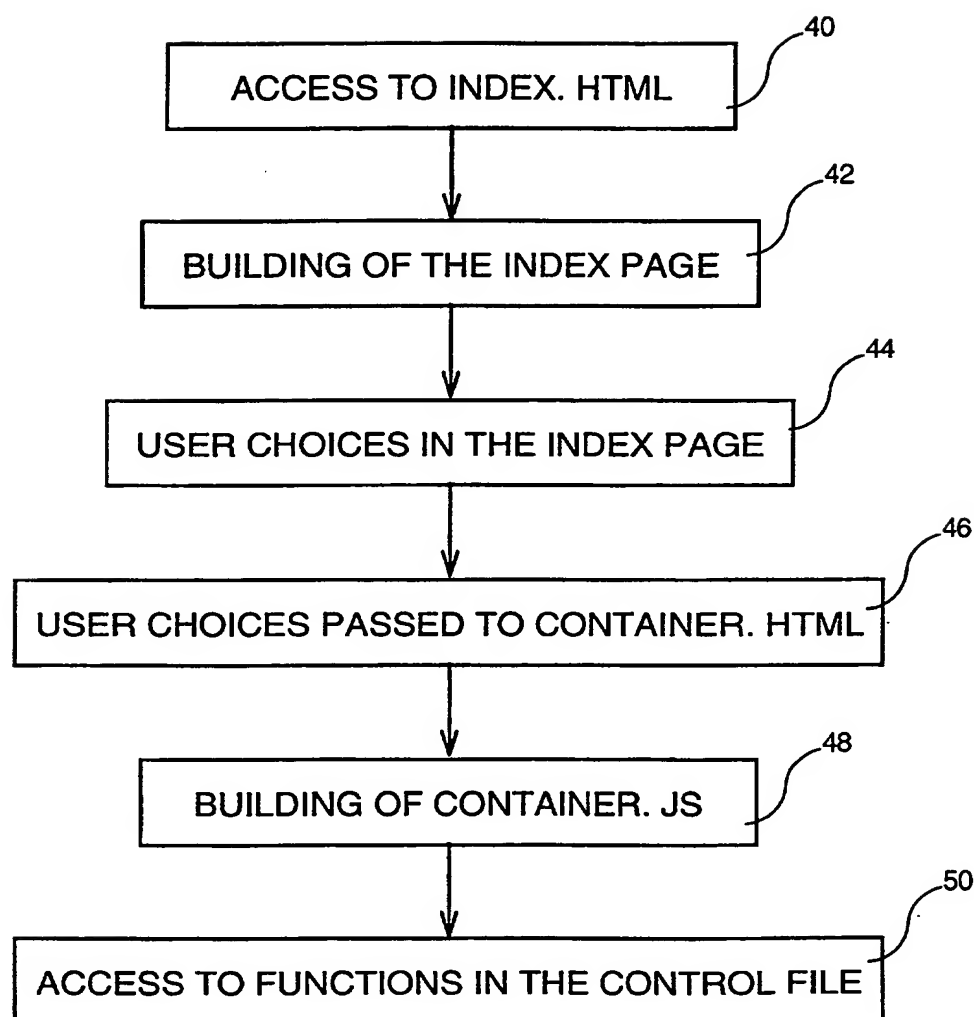 40
ACCESS TO INDEX. HTML
42
BUILDING OF THE INDEX PAGE
44
USER CHOICES IN THE INDEX PAGE
46
USER CHOICES PASSED TO CONTAINER. HTML
48
BUILDING OF CONTAINER. JS
50
ACCESS TO FUNCTIONS IN THE CONTROL FILE